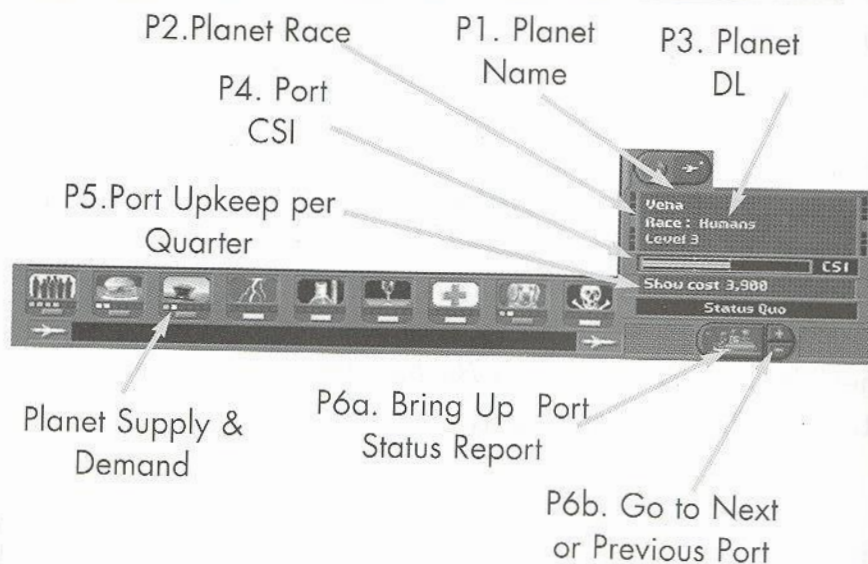 P2.Planet Race
P1. Planet
Name
P3. Planet
DL
P4. Port
CSI
P5.Port Upkeep per
Quarter
Veha
Race: Humans
Level 3
CSI
Show cost 3,900
Status Quo
Planet Supply &
Demand
P6a. Bring Up Port
Status Report
P6b. Go to Next
or Previous Port